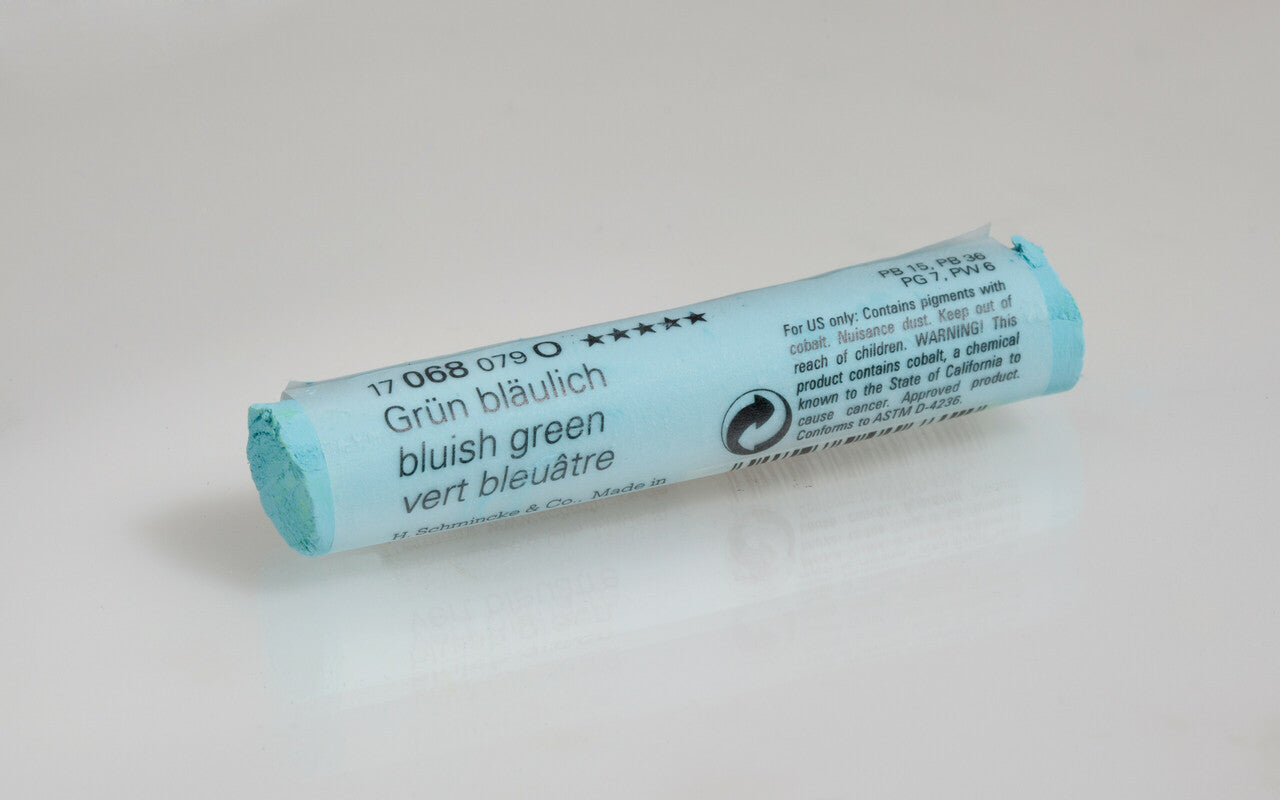 17 068 079 O ★★★★★
Grün bläulich
bluish green
vert bleuâtre
H. Schmincke & Co., Made in
PB 15, PB 36
PG 7, PW 6
For US only: Contains pigments with
cobalt. Nuisance dust. Keep out of
reach of children. WARNING! This
product contains cobalt, a chemical
known to the State of California to
cause cancer. Approved product.
Conforms to ASTM D-4236.